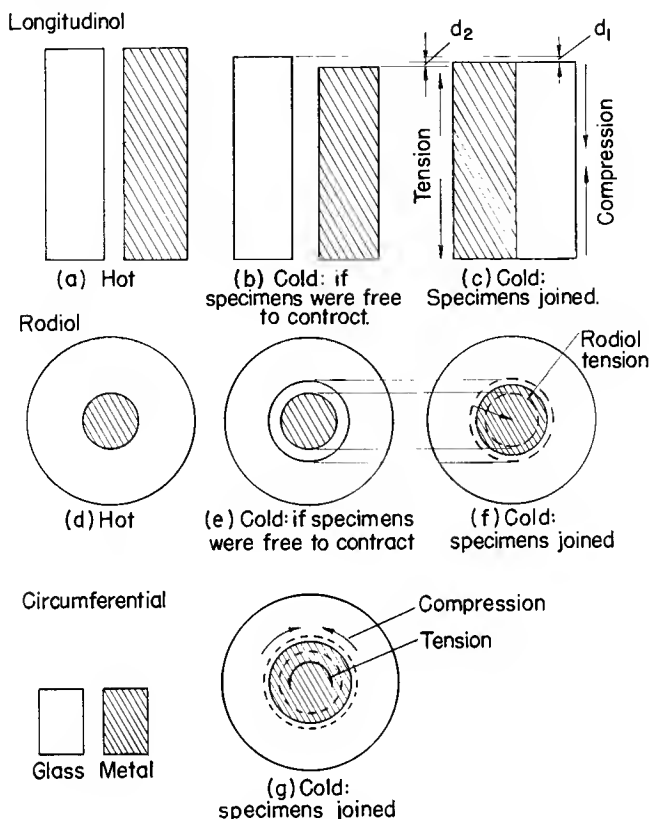 Longitudinol
d2
d1
Tension
Compression
(a) Hot
(b) Cold: if
specimens were free
to controct.
(c) Cold:
Specimens joined.
Rodiol
Rodiol
tension
(d) Hot
(e) Cold: if specimens
were free to contract
(f) Cold:
specimens joined
Circumferential
Compression
Tension
Glass
Metal
(g) Cold:
specimens joined